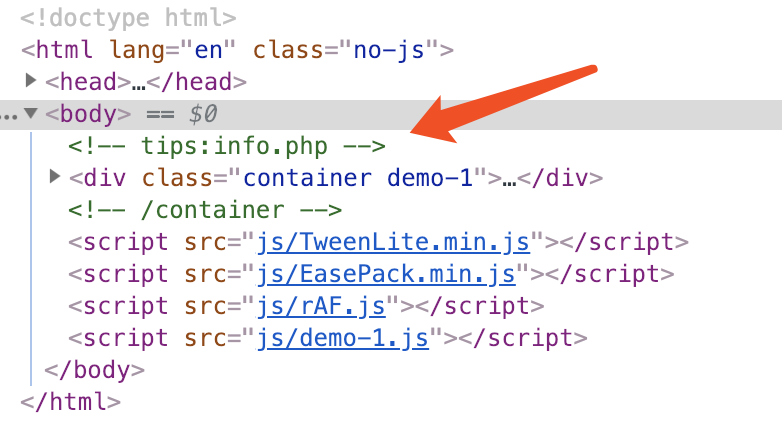 <!doctype html>
<html lang="en" class="no-js">
<head>…</head>
<body> == $0
<!-- tips:info.php -->
<div class="container demo-1">…</div>
<!-- /container -->
<script src="js/TweenLite.min.js"></script>
<script src="js/EasePack.min.js"></script>
<script src="js/rAF.js"></script>
<script src="js/demo-1.js"></script>
</body>
</html>